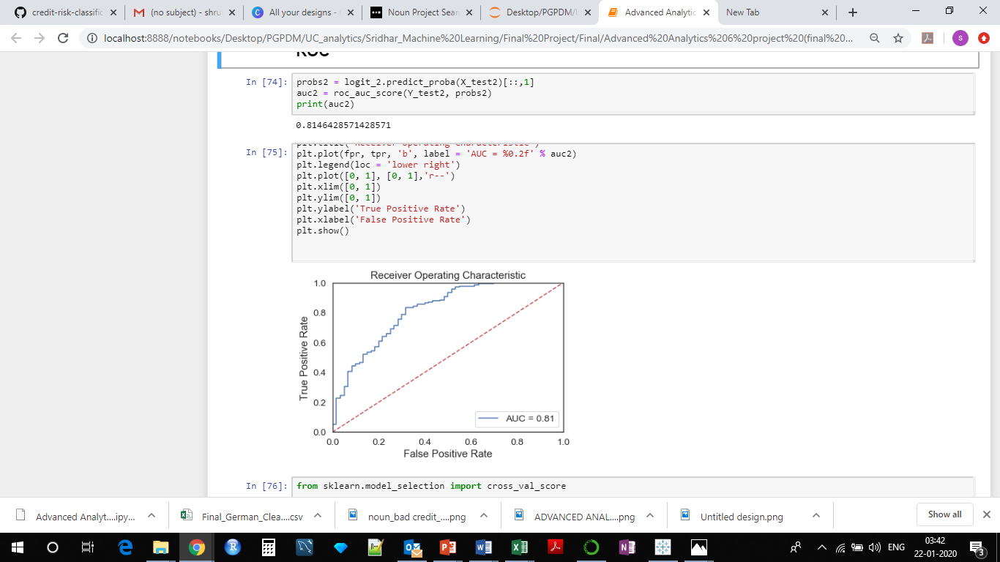 credit-risk-classific
(no subject) - shru
All your designs -
Noun Project Sear
Desktop/PGPDM/U
Advanced Analytic
New Tab
localhost:8888/notebooks/Desktop/PGPDM/UC_analytics/Sridhar_Machine%20Learning/Final%20Project/Final/Advanced%20Analytics%206%20project%20(final%20...
S
ROC
In [74]:
probs2 = logit_2.predict_proba(X_test2)[::,1]
auc2 = roc_auc_score(Y_test2, probs2)
print(auc2)
0.8146428571428571
In [75]:
plt.title('Receiver Operating Characteristic')
plt.plot(fpr, tpr, 'b', label = 'AUC = %0.2f' % auc2)
plt.legend(loc = 'lower right')
plt.plot([0, 1], [0, 1],'r--')
plt.xlim([0, 1])
plt.ylim([0, 1])
plt.ylabel('True Positive Rate')
plt.xlabel('False Positive Rate')
plt.show()
Receiver Operating Characteristic
1.0
0.8
0.6
0.4
0.2
0.0
True Positive Rate
AUC = 0.81
0.0 0.2 0.4 0.6 0.8 1.0
False Positive Rate
In [76]:
from sklearn.model_selection import cross_val_score
Advanced Analyt....ipy...
Final_German_Clea....csv
noun_bad credit_....png
ADVANCED ANAL....png
Untitled design.png
Show all
ENG
03:42
22-01-2020
3